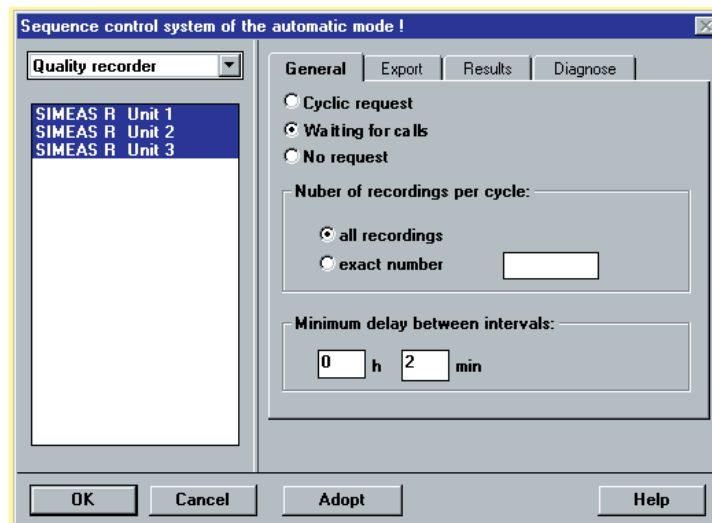 Sequence control system of the automatic mode !
Quality recorder
SIMEAS R Unit 1
SIMEAS R Unit 2
SIMEAS R Unit 3
General Export Results Diagnose
Cyclic request
Waiting for calls
No request
Nuber of recordings per cycle:
all recordings
exact number
Minimum delay between intervals:
0 h 2 min
OK Cancel Adopt Help